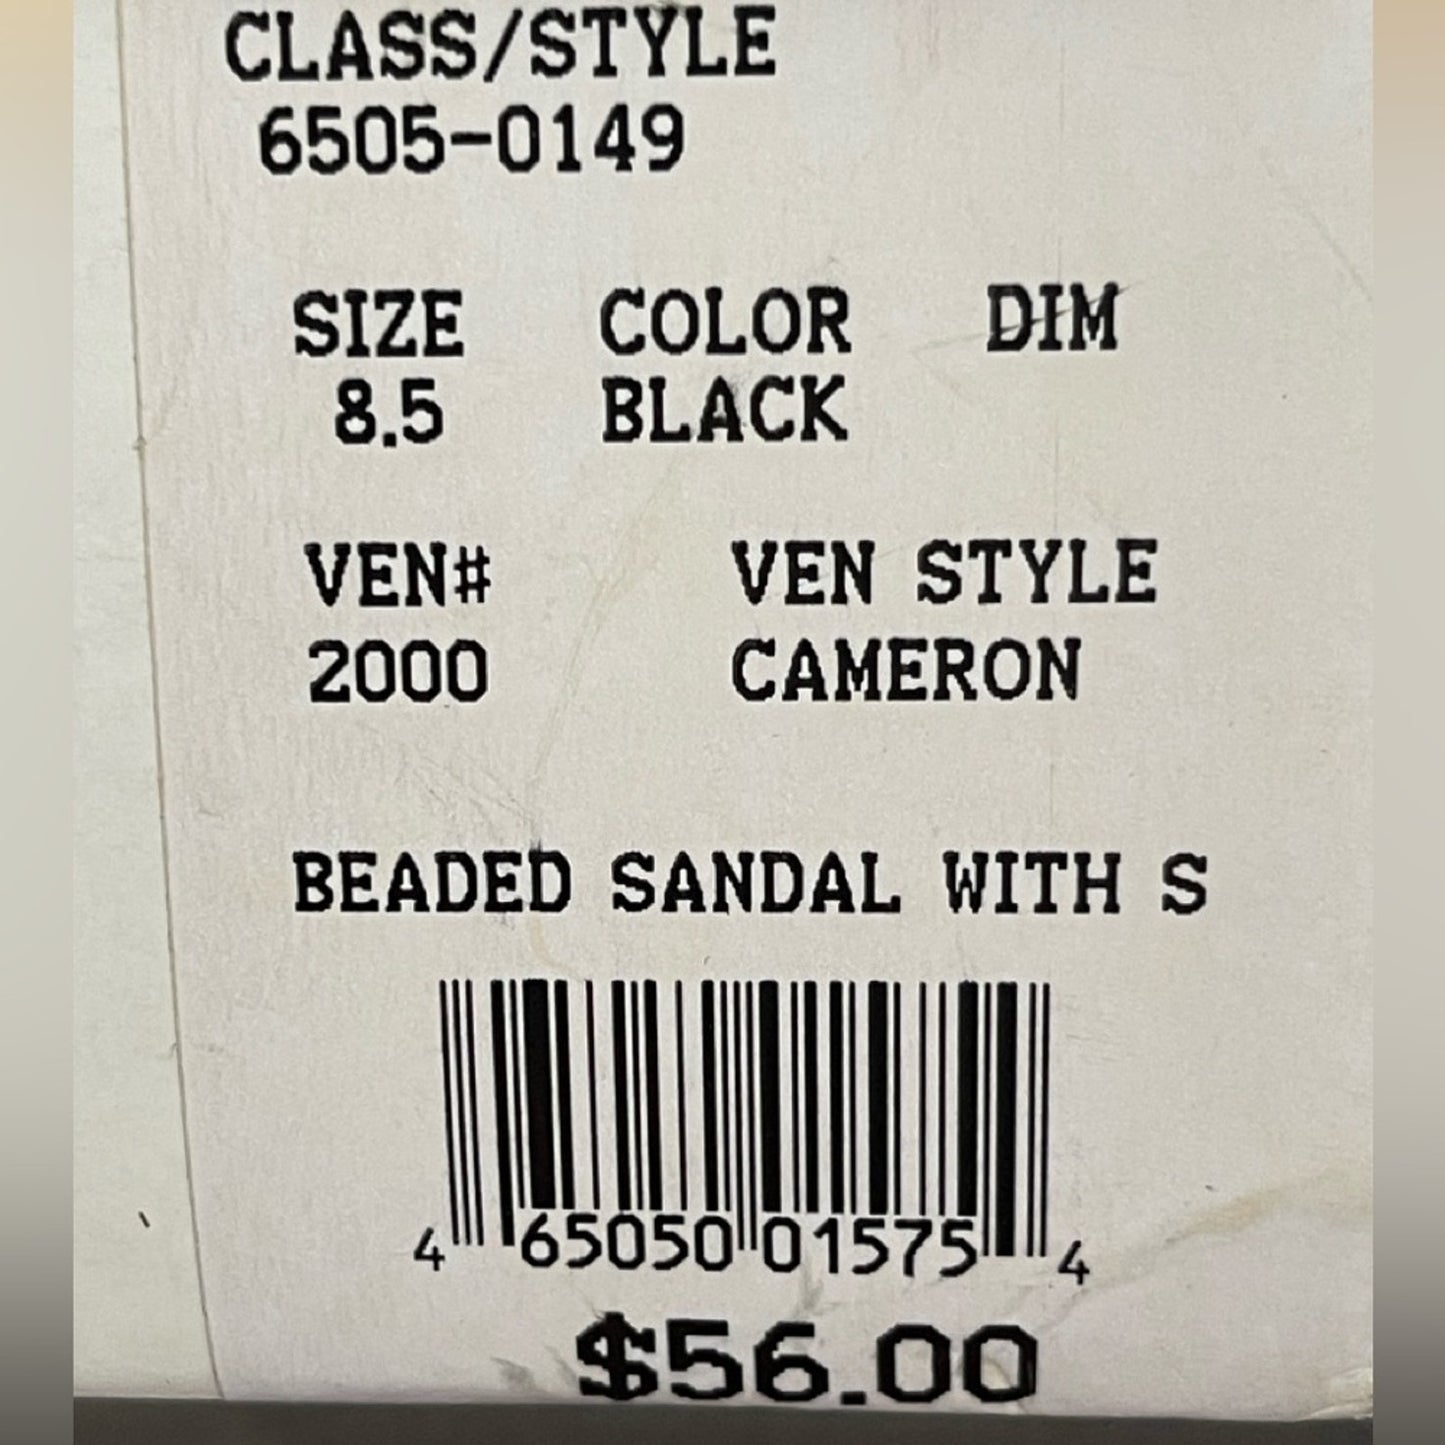 CLASS/STYLE
6505-0149
SIZE COLOR DIM
8.5 BLACK
VEN# VEN STYLE
2000 CAMERON
BEADED SANDAL WITH S
4 65050 01575 4
$56.00